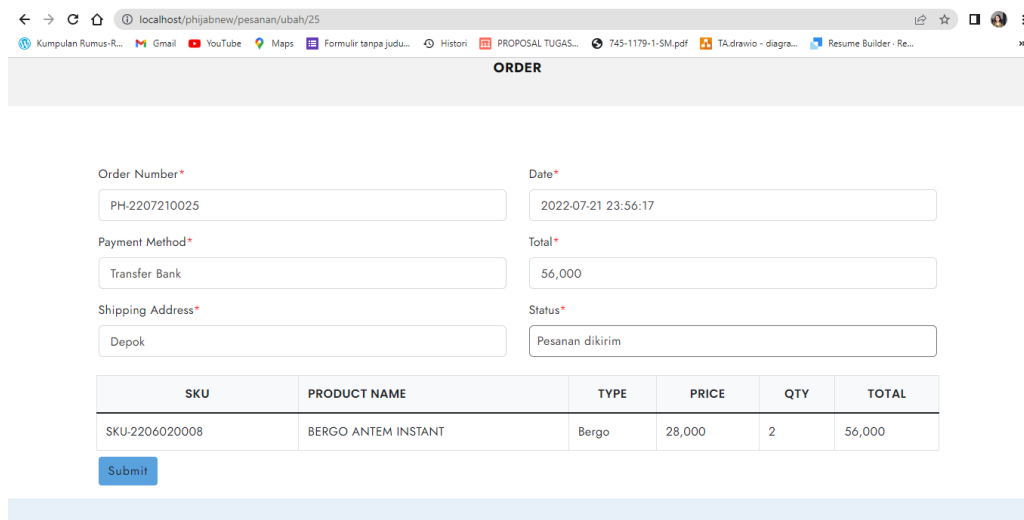 localhost/phijabnew/pesanan/ubah/25
Kumpulan Rumus-R... Gmail YouTube Maps Formulir tanpa judu... Histori PROPOSAL TUGAS... 745-1179-1-SM.pdf TA.drawio - diagra... Resume Builder · Re... »
ORDER
Order Number* Date*
PH-2207210025 2022-07-21 23:56:17
Payment Method* Total*
Transfer Bank 56,000
Shipping Address* Status*
Depok Pesanan dikirim
SKU PRODUCT NAME TYPE PRICE QTY TOTAL
SKU-2206020008 BERGO ANTEM INSTANT Bergo 28,000 2 56,000
Submit